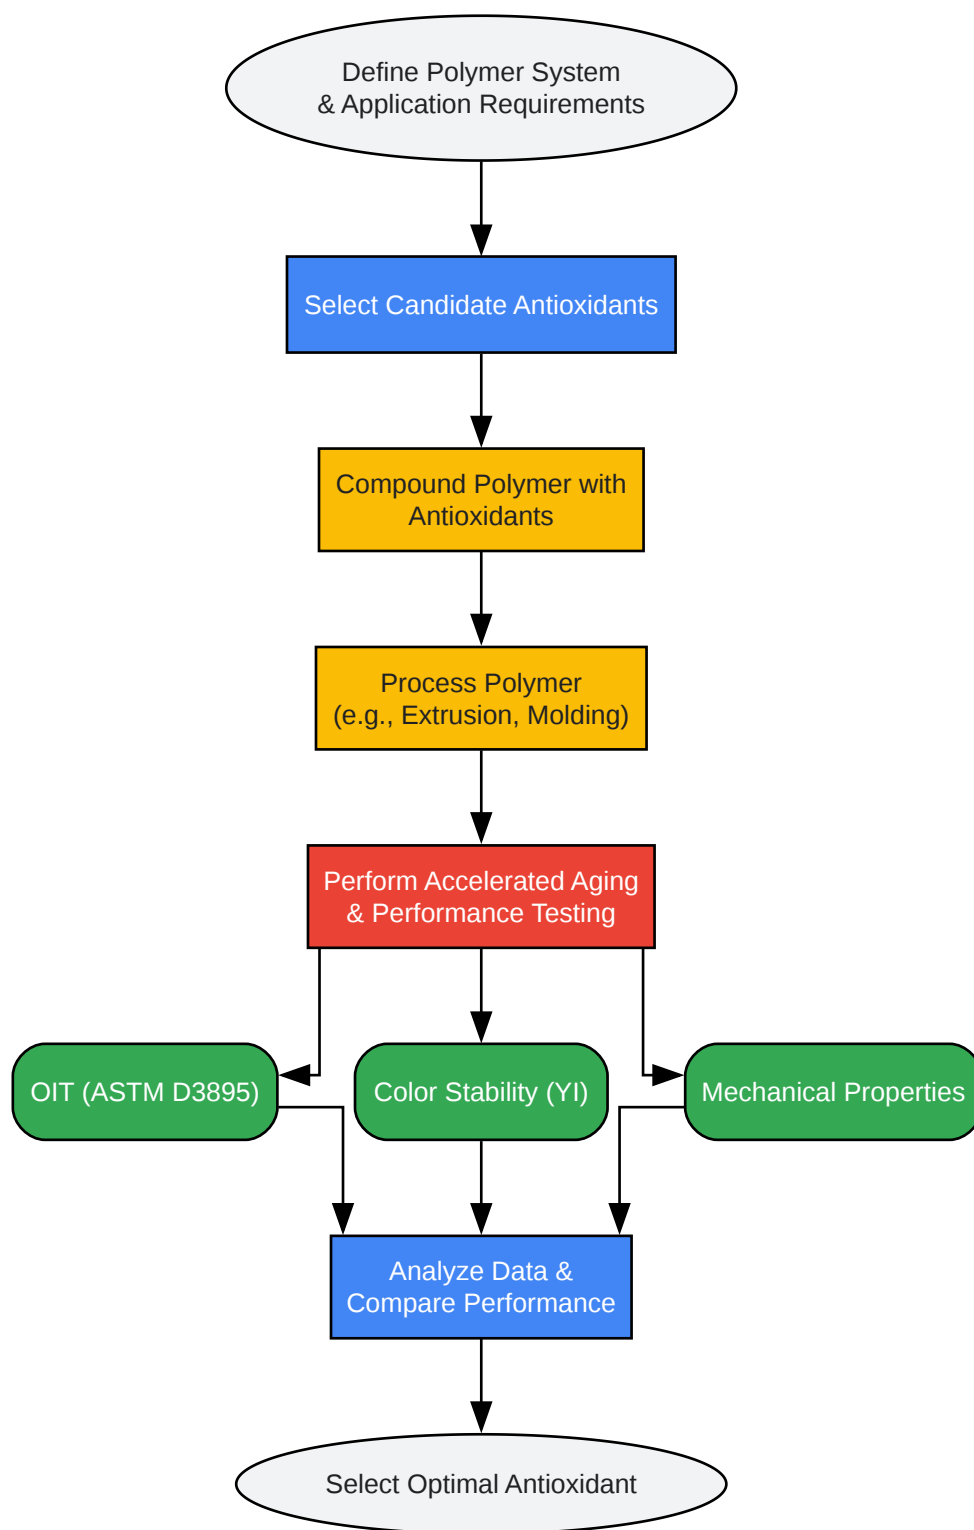 Define Polymer System
& Application Requirements
Select Candidate Antioxidants
Compound Polymer with
Antioxidants
Process Polymer
(e.g., Extrusion, Molding)
Perform Accelerated Aging
& Performance Testing
OIT (ASTM D3895)
Color Stability (YI)
Mechanical Properties
Analyze Data &
Compare Performance
Select Optimal Antioxidant